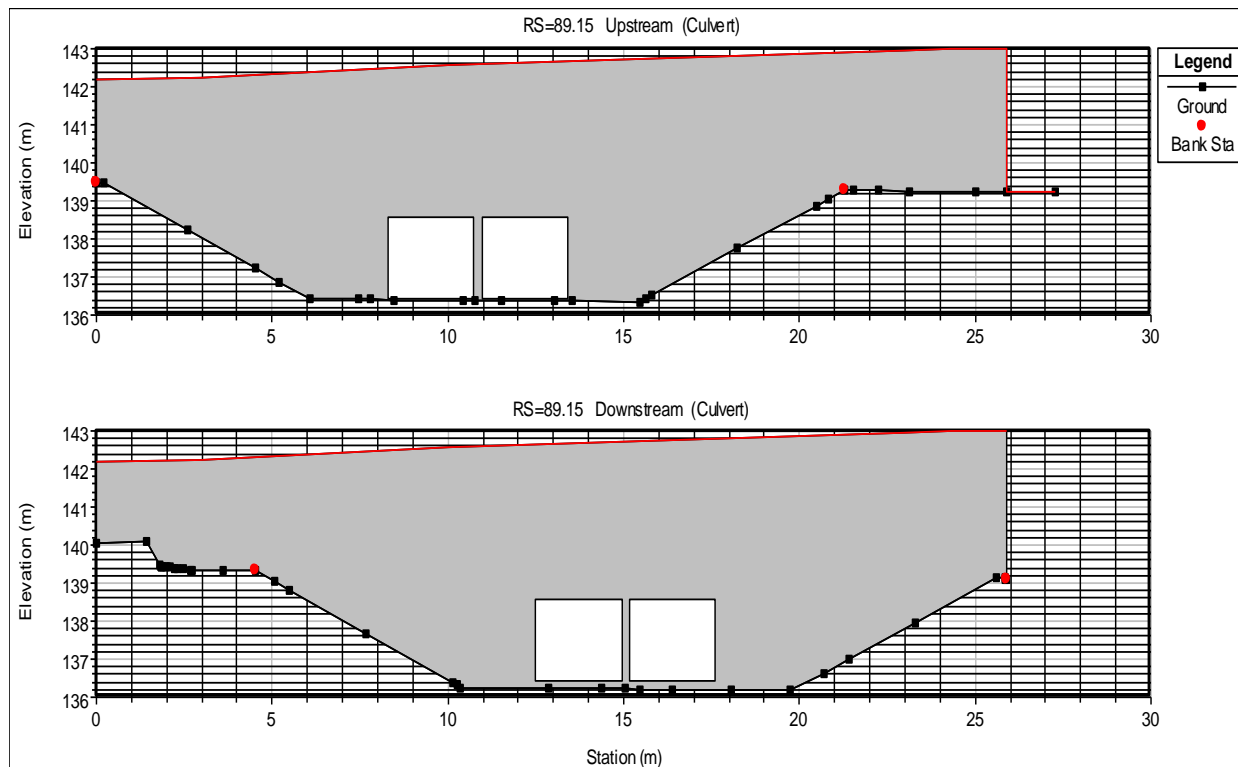 RS=89.15 Upstream (Culvert)
143
142
141
140
139
138
137
136
Elevation (m)
0 5 10 15 20 25 30
Legend
Ground
Bank Sta
RS=89.15 Downstream (Culvert)
143
142
141
140
139
138
137
136
Elevation (m)
0 5 10 15 20 25 30
Station (m)